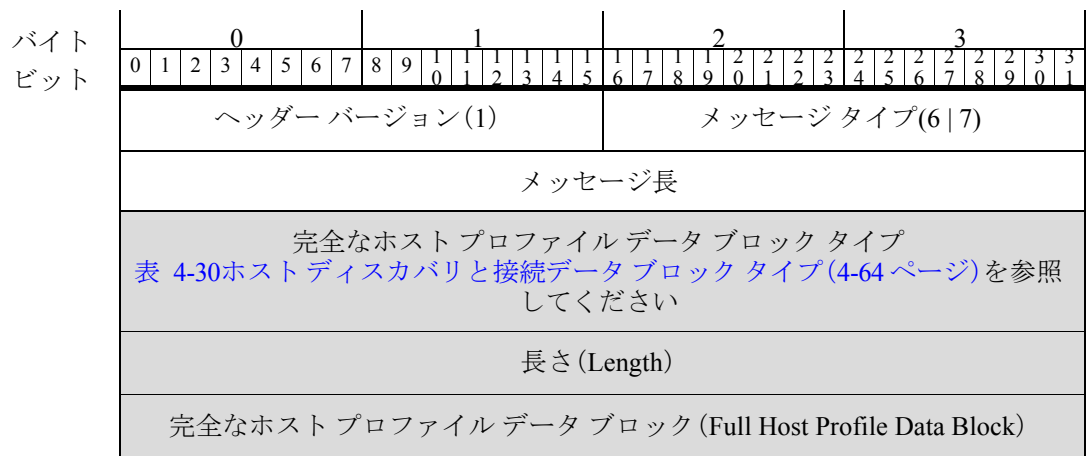 バイト 0 1 2 3
ビット 0 1 2 3 4 5 6 7 8 9 10 11 12 13 14 15 16 17 18 19 20 21 22 23 24 25 26 27 28 29 30 31
ヘッダー バージョン(1) メッセージ タイプ(6 | 7)
メッセージ長
完全なホスト プロファイル データ ブロック タイプ
表 4-30ホスト ディスカバリと接続データ ブロック タイプ(4-64 ページ)を参照
してください
長さ(Length)
完全なホスト プロファイル データ ブロック(Full Host Profile Data Block)